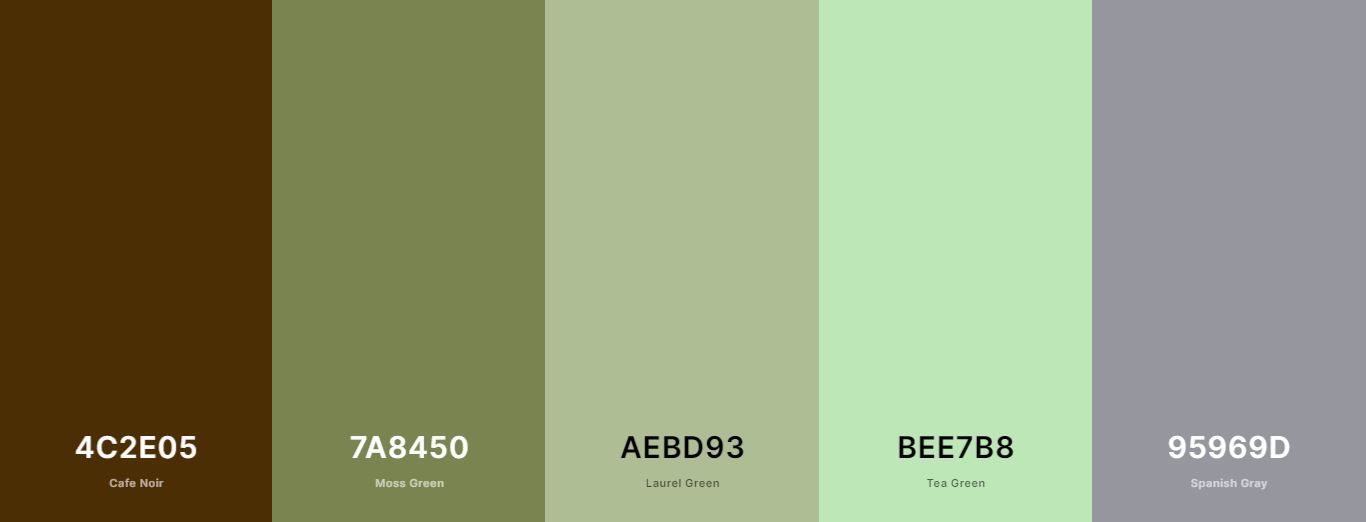 4C2E05
Cafe Noir
7A8450
Moss Green
AEBD93
Laurel Green
BEE7B8
Tea Green
95969D
Spanish Gray